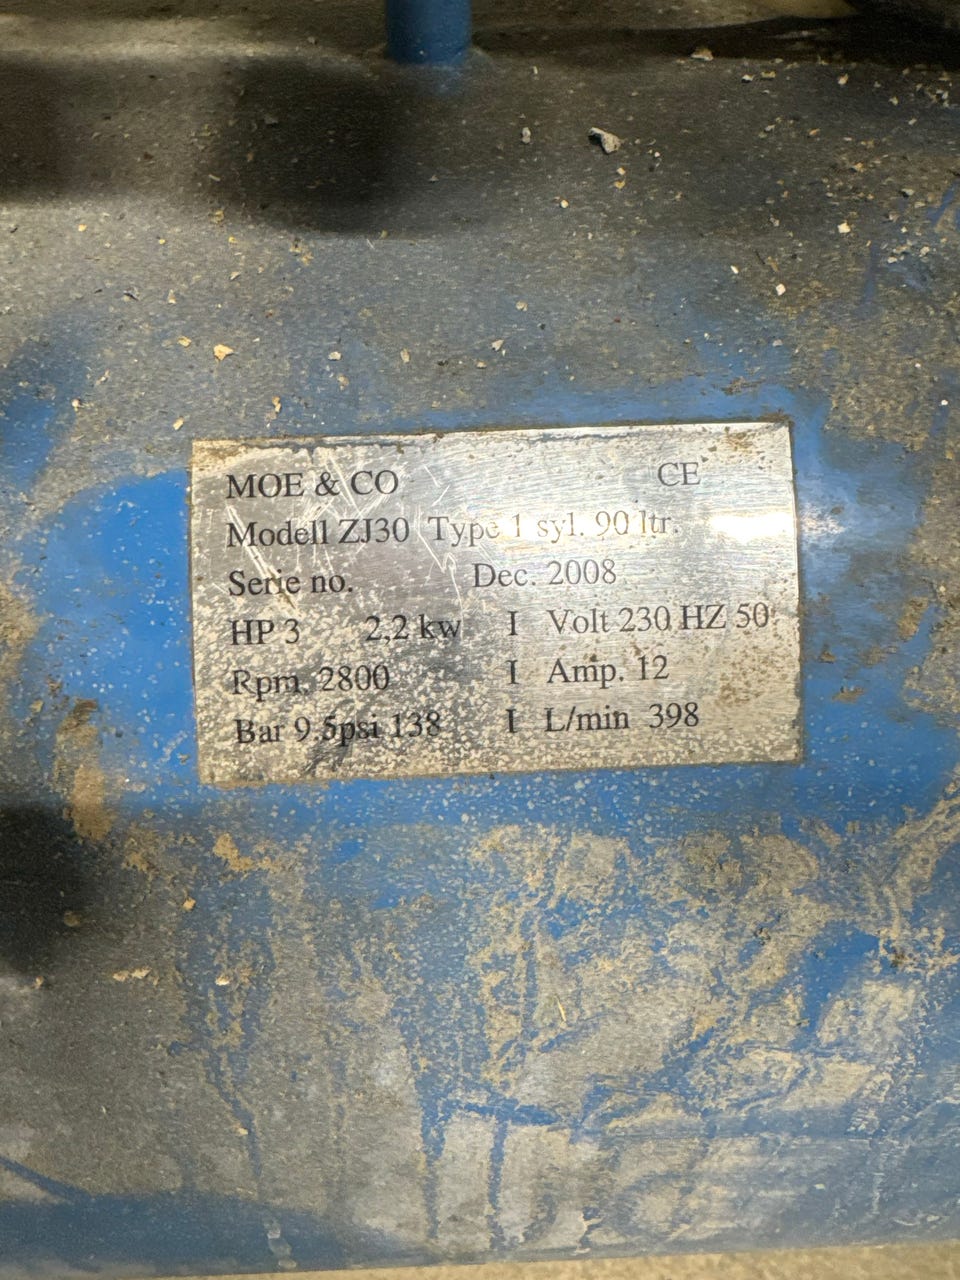 MOE & CO CE
Modell ZJ30 Type 1 syl. 90 ltr.
Serie no. Dec. 2008
HP 3 2,2 kw I Volt 230 HZ 50
Rpm. 2800 I Amp. 12
Bar 9.5psi 138 I L/min 398